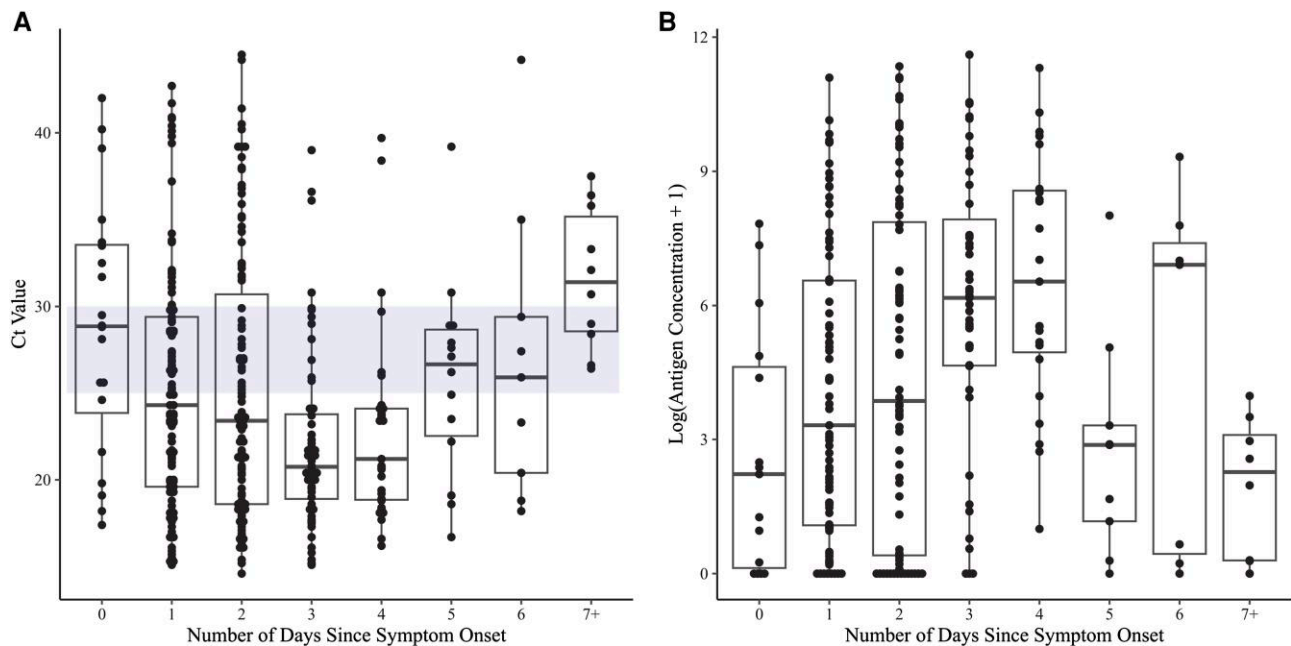 A
Ct Value
40
30
20
0 1 2 3 4 5 6 7+
Number of Days Since Symptom Onset
B
Log(Antigen Concentration + 1)
12
9
6
3
0
0 1 2 3 4 5 6 7+
Number of Days Since Symptom Onset